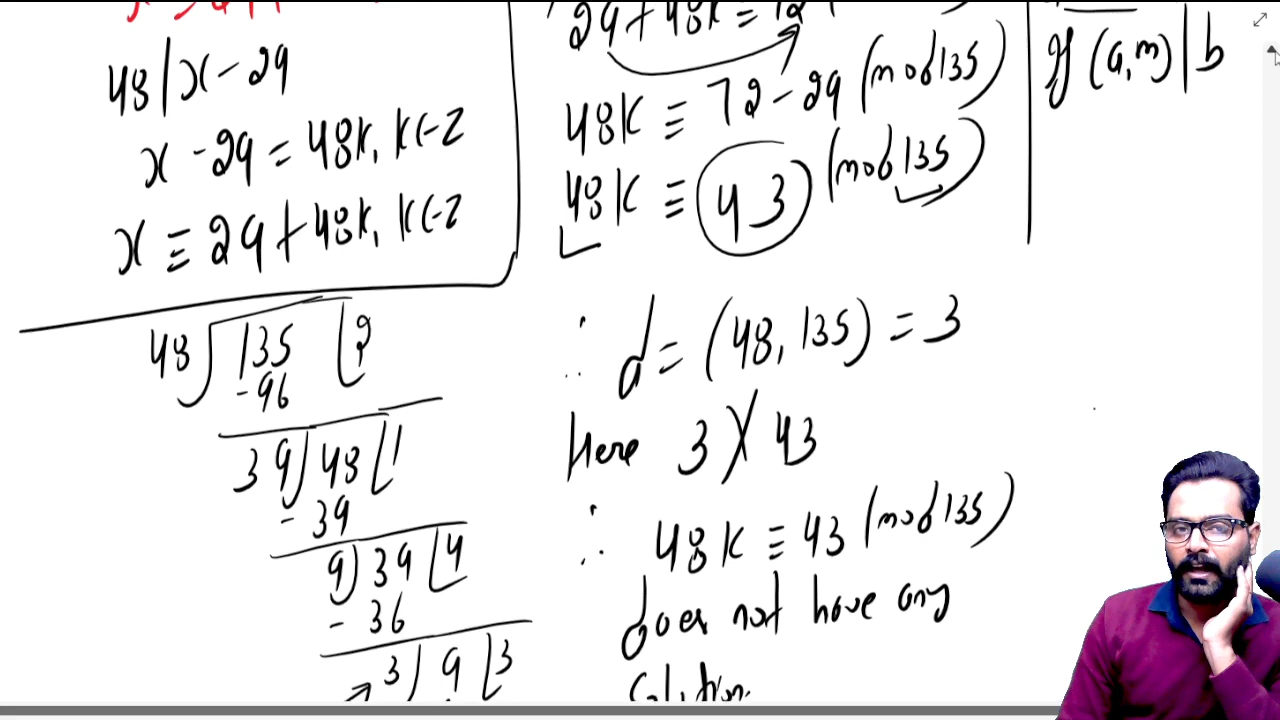 48 | x - 29
x - 29 = 48k, k∈Z
x ≡ 29 + 48k, k∈Z
48 ) 135 ( 2
- 96
39 ) 48 ( 1
- 39
9 ) 39 ( 4
- 36
3 ) 9 ( 3
29 + 48k ≡ 72
48k ≡ 72 - 29 (mod 135)
48k ≡ 43 (mod 135)
∴ d = (48, 135) = 3
Here 3 ∤ 43
∴ 48k ≡ 43 (mod 135)
does not have any
Solution
If (a, m) | b